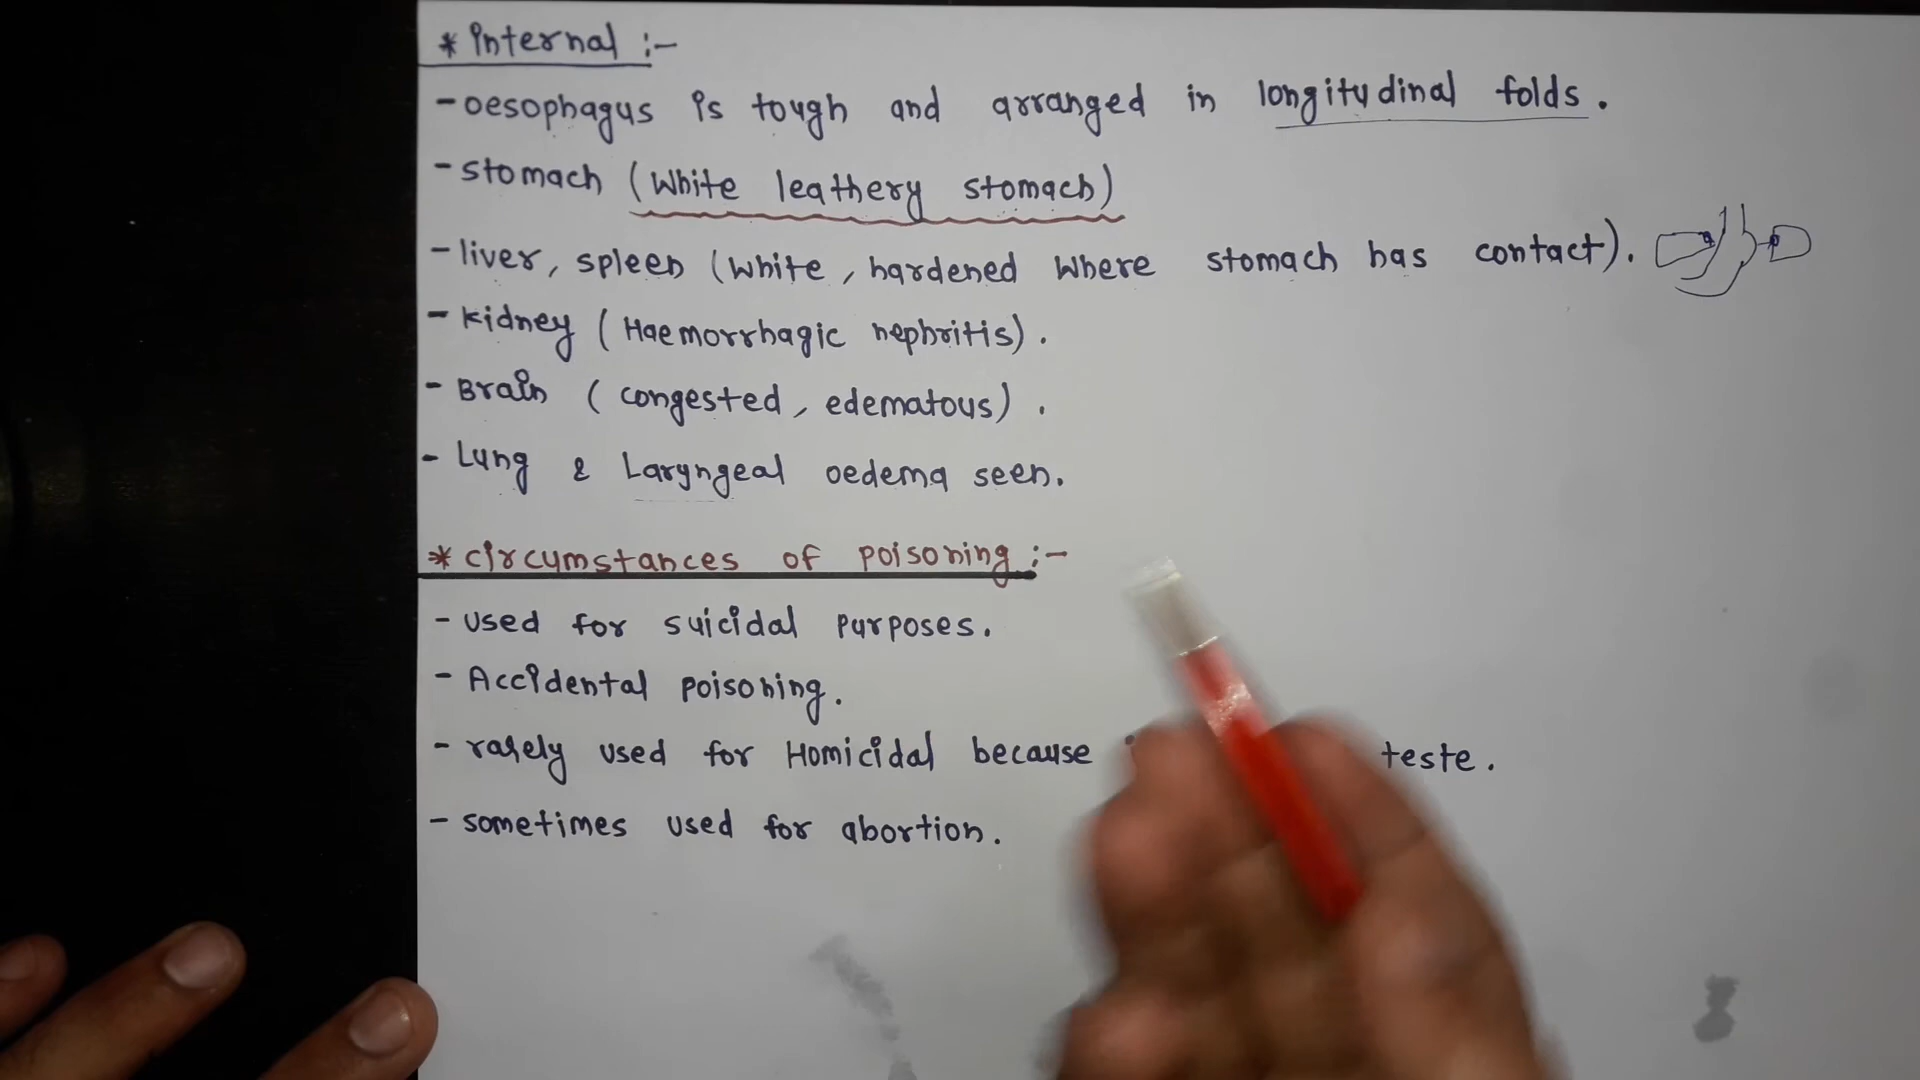 * Internal :-
- oesophagus is tough and arranged in longitudinal folds.
- stomach (White leathery stomach)
- liver, spleen (White, hardened Where stomach has contact).
- Kidney (Haemorrhagic nephritis).
- Brain (congested, edematous).
- Lung & Laryngeal oedema seen.
* circumstances of poisoning :-
- used for suicidal purposes.
- Accidental poisoning.
- rarely used for Homicidal because teste.
- sometimes used for abortion.